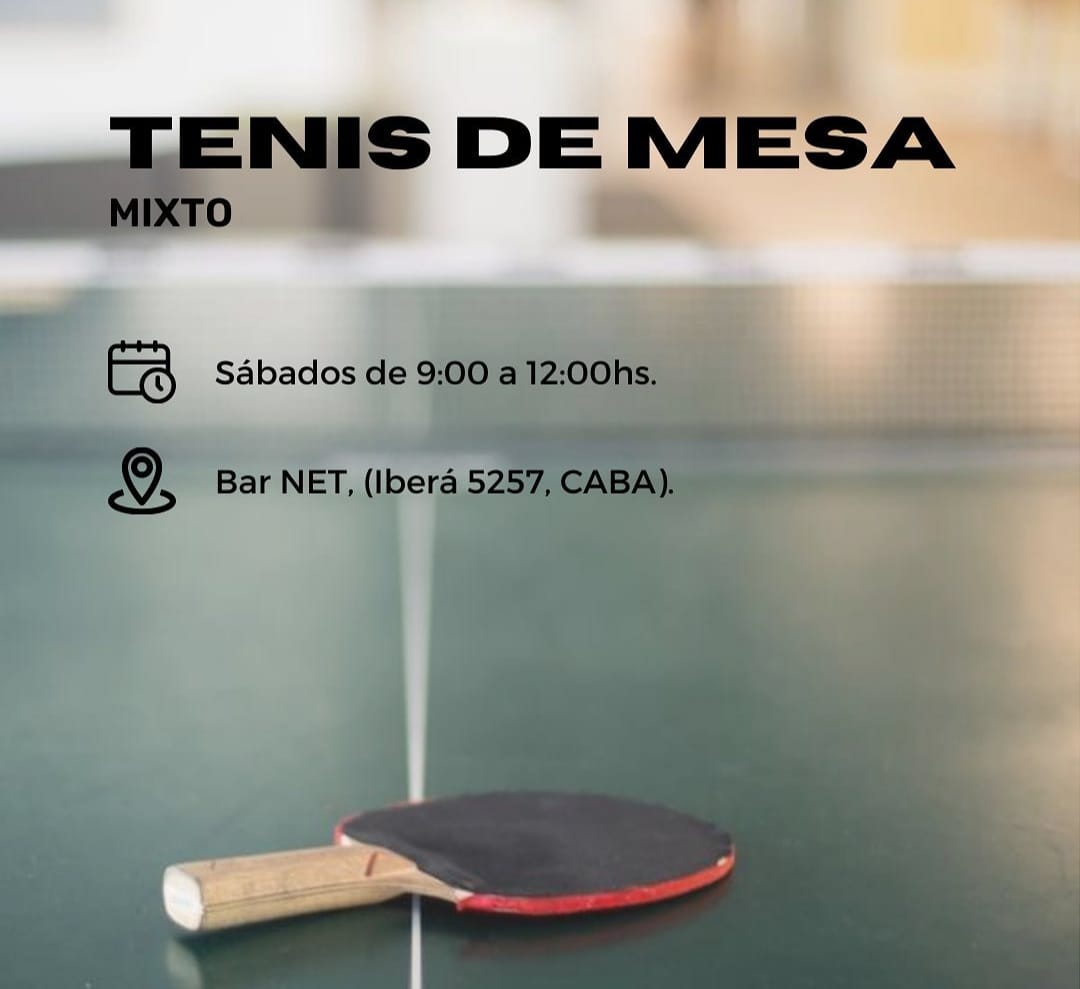 TENIS DE MESA
MIXTO
Sábados de 9:00 a 12:00hs.
Bar NET, (Iberá 5257, CABA).